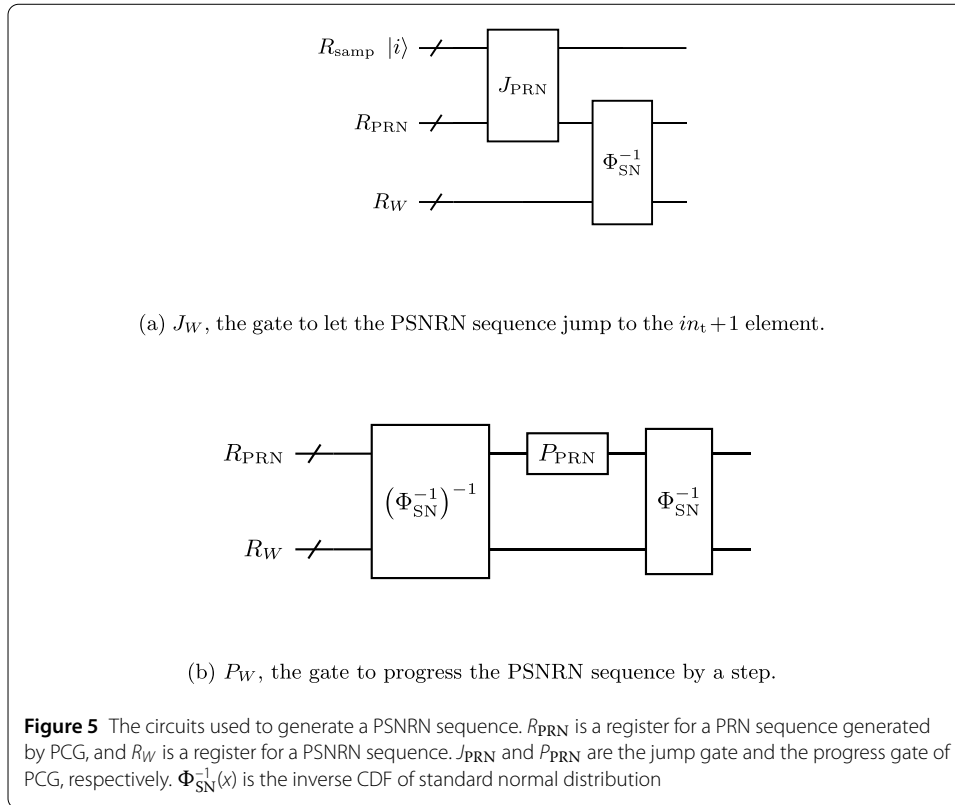 R_samp |i⟩
J_PRN
R_PRN
Φ_SN^{-1}
R_W
(a) J_W, the gate to let the PSNRN sequence jump to the in_t+1 element.
R_PRN
P_PRN
(Φ_SN^{-1})^{-1}
Φ_SN^{-1}
R_W
(b) P_W, the gate to progress the PSNRN sequence by a step.
Figure 5 The circuits used to generate a PSNRN sequence. R_PRN is a register for a PRN sequence generated
by PCG, and R_W is a register for a PSNRN sequence. J_PRN and P_PRN are the jump gate and the progress gate of
PCG, respectively. Φ_SN^{-1}(x) is the inverse CDF of standard normal distribution